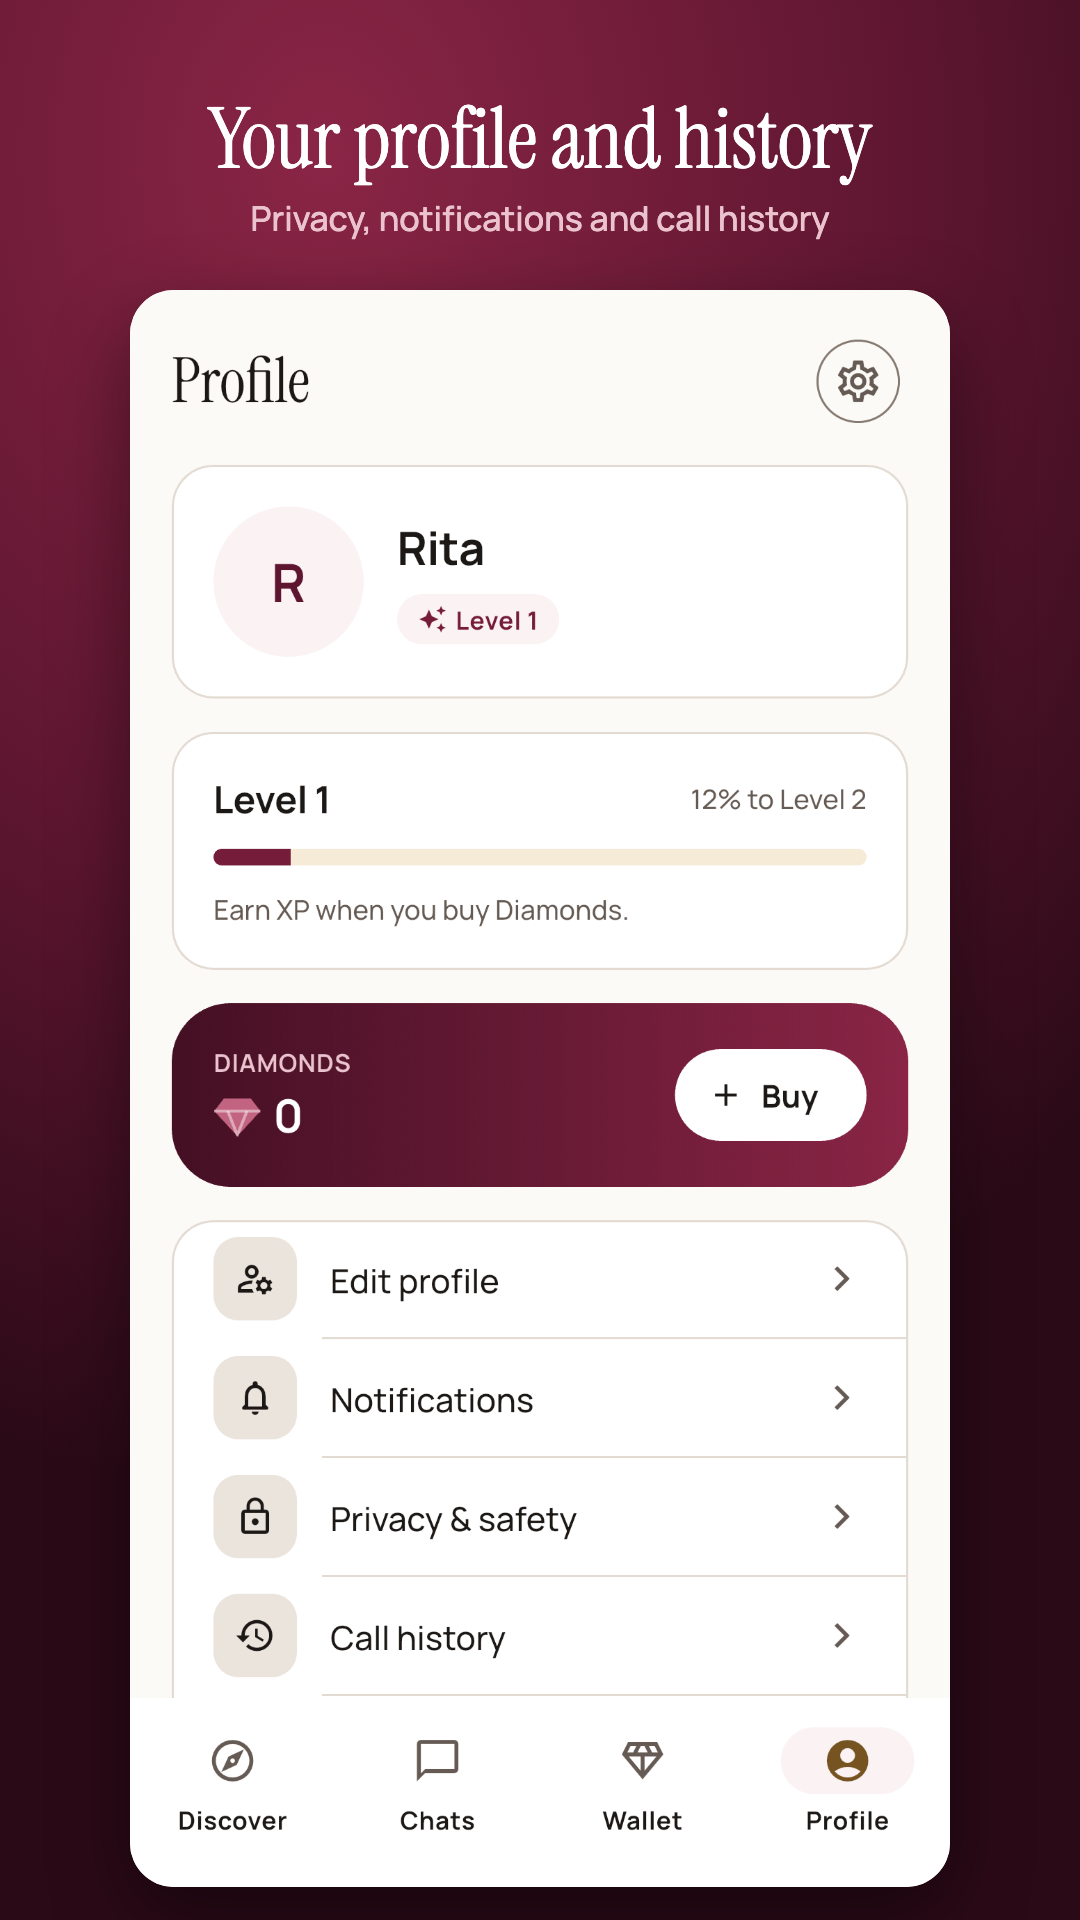 Your profile and history
Privacy, notifications and call history
Profile
R
Rita
Level 1
Level 1
12% to Level 2
Earn XP when you buy Diamonds.
DIAMONDS
0
+ Buy
Edit profile
Notifications
Privacy & safety
Call history
Discover
Chats
Wallet
Profile